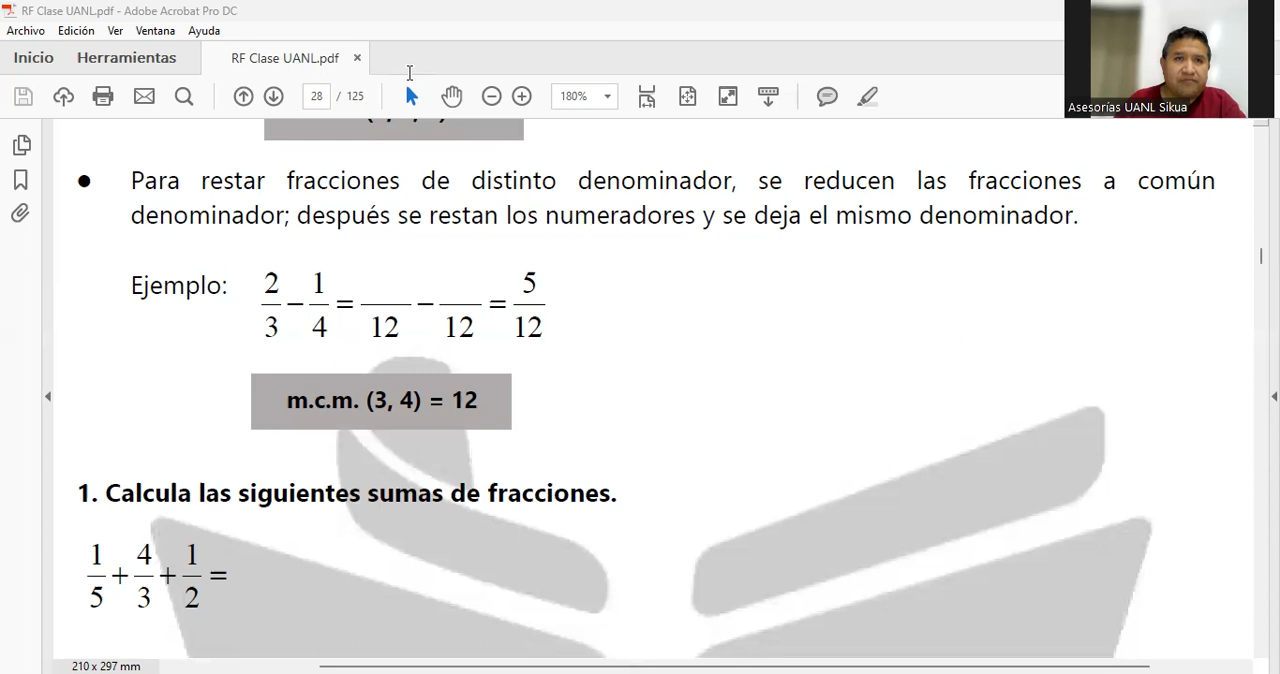 RF Clase UANL.pdf - Adobe Acrobat Pro DC
Archivo Edición Ver Ventana Ayuda
Inicio Herramientas RF Clase UANL.pdf ×
28 / 125 180%
Asesorías UANL Sikua
Para restar fracciones de distinto denominador, se reducen las fracciones a común
denominador; después se restan los numeradores y se deja el mismo denominador.
Ejemplo: 2/3 − 1/4 = /12 − /12 = 5/12
m.c.m. (3, 4) = 12
1. Calcula las siguientes sumas de fracciones.
1/5 + 4/3 + 1/2 =
210 x 297 mm